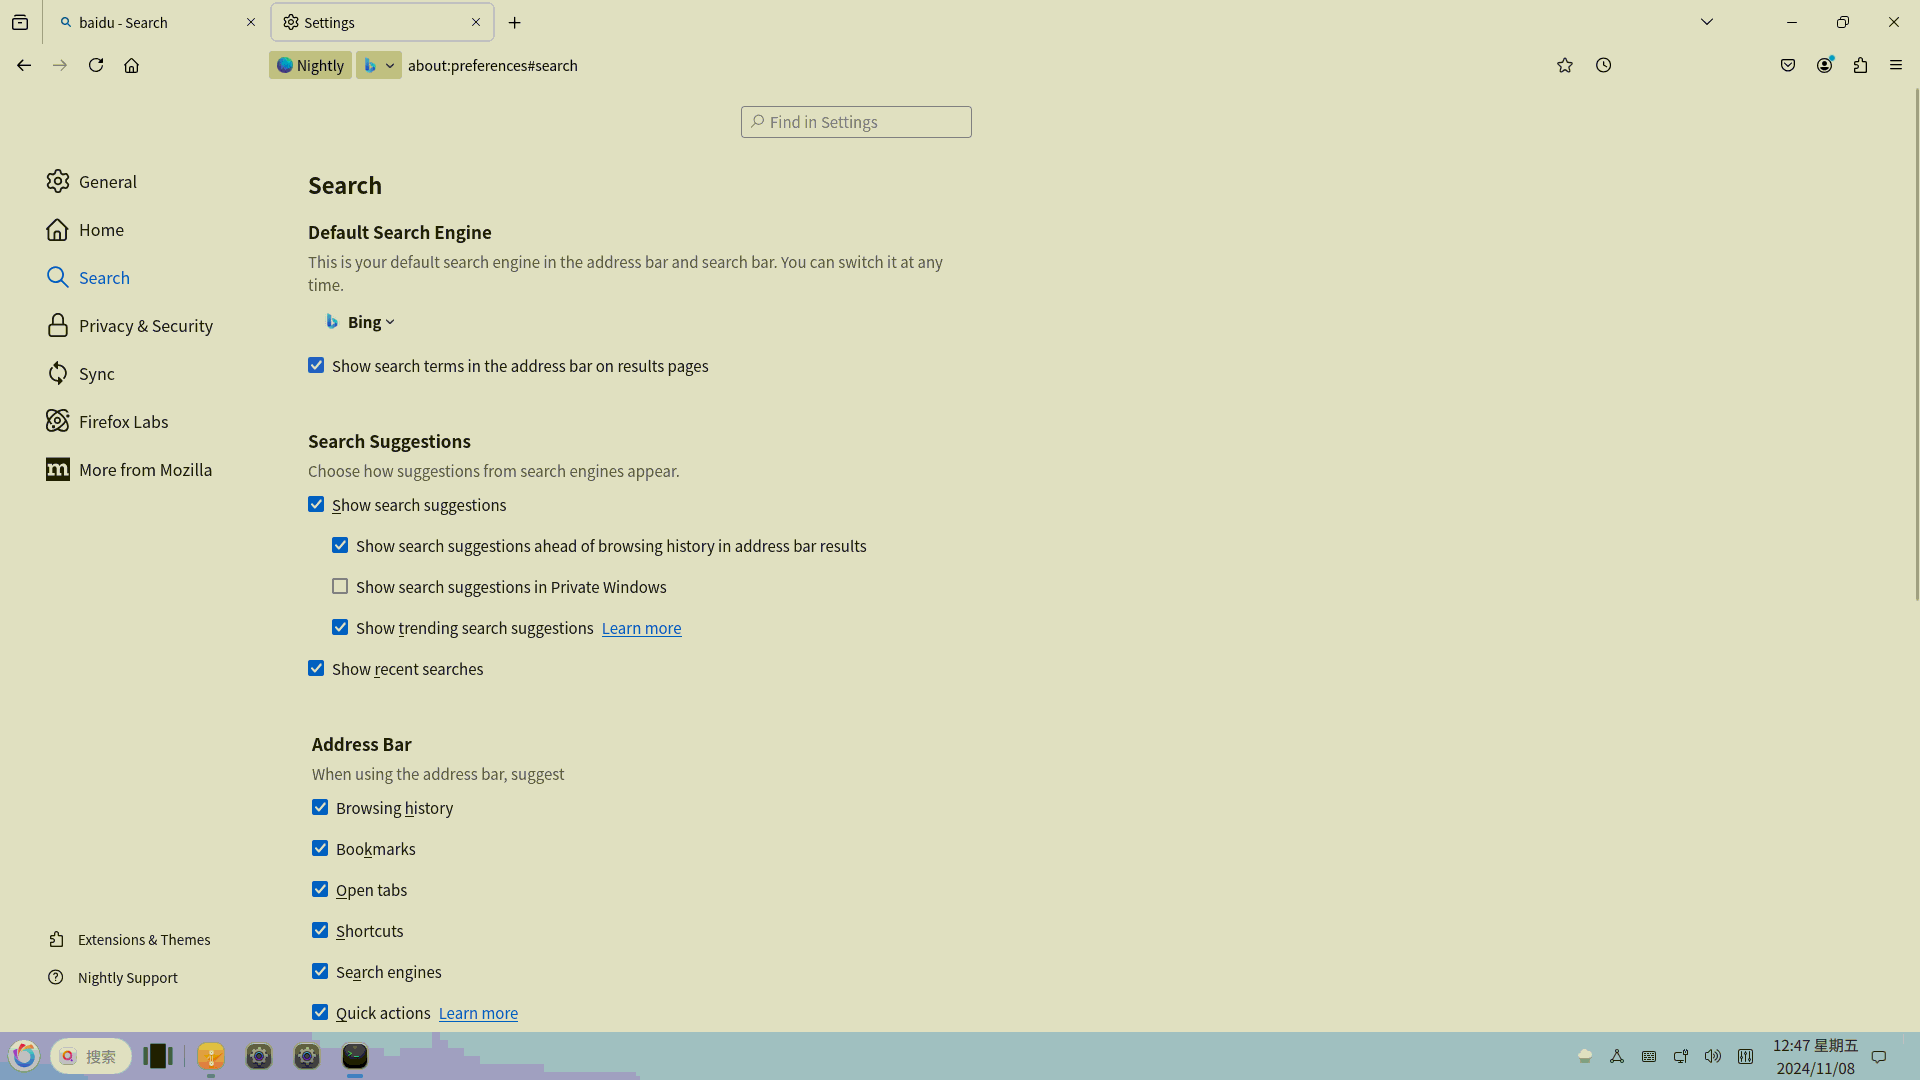 baidu - Search
Settings
Nightly
about:preferences#search
Find in Settings
General
Home
Search
Privacy & Security
Sync
Firefox Labs
More from Mozilla
Extensions & Themes
Nightly Support
Search
Default Search Engine
This is your default search engine in the address bar and search bar. You can switch it at any
time.
Bing
Show search terms in the address bar on results pages
Search Suggestions
Choose how suggestions from search engines appear.
Show search suggestions
Show search suggestions ahead of browsing history in address bar results
Show search suggestions in Private Windows
Show trending search suggestions Learn more
Show recent searches
Address Bar
When using the address bar, suggest
Browsing history
Bookmarks
Open tabs
Shortcuts
Search engines
Quick actions Learn more
搜索
12:47 星期五
2024/11/08